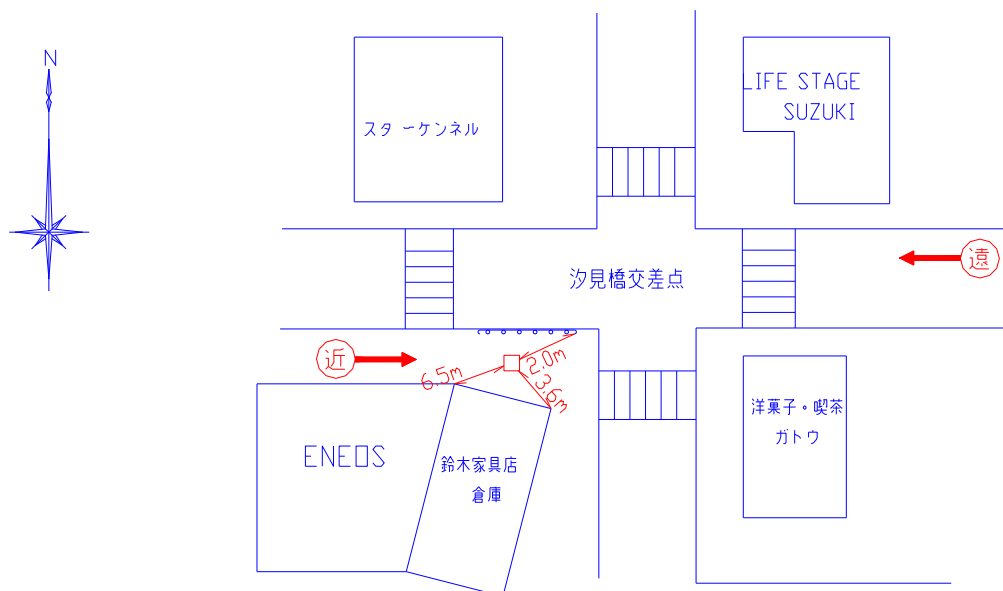 N
スターケンネル
LIFE STAGE
SUZUKI
汐見橋交差点
遠
近
6.5m
2.0m
3.6m
ENEOS
鈴木家具店
倉庫
洋菓子・喫茶
ガトウ